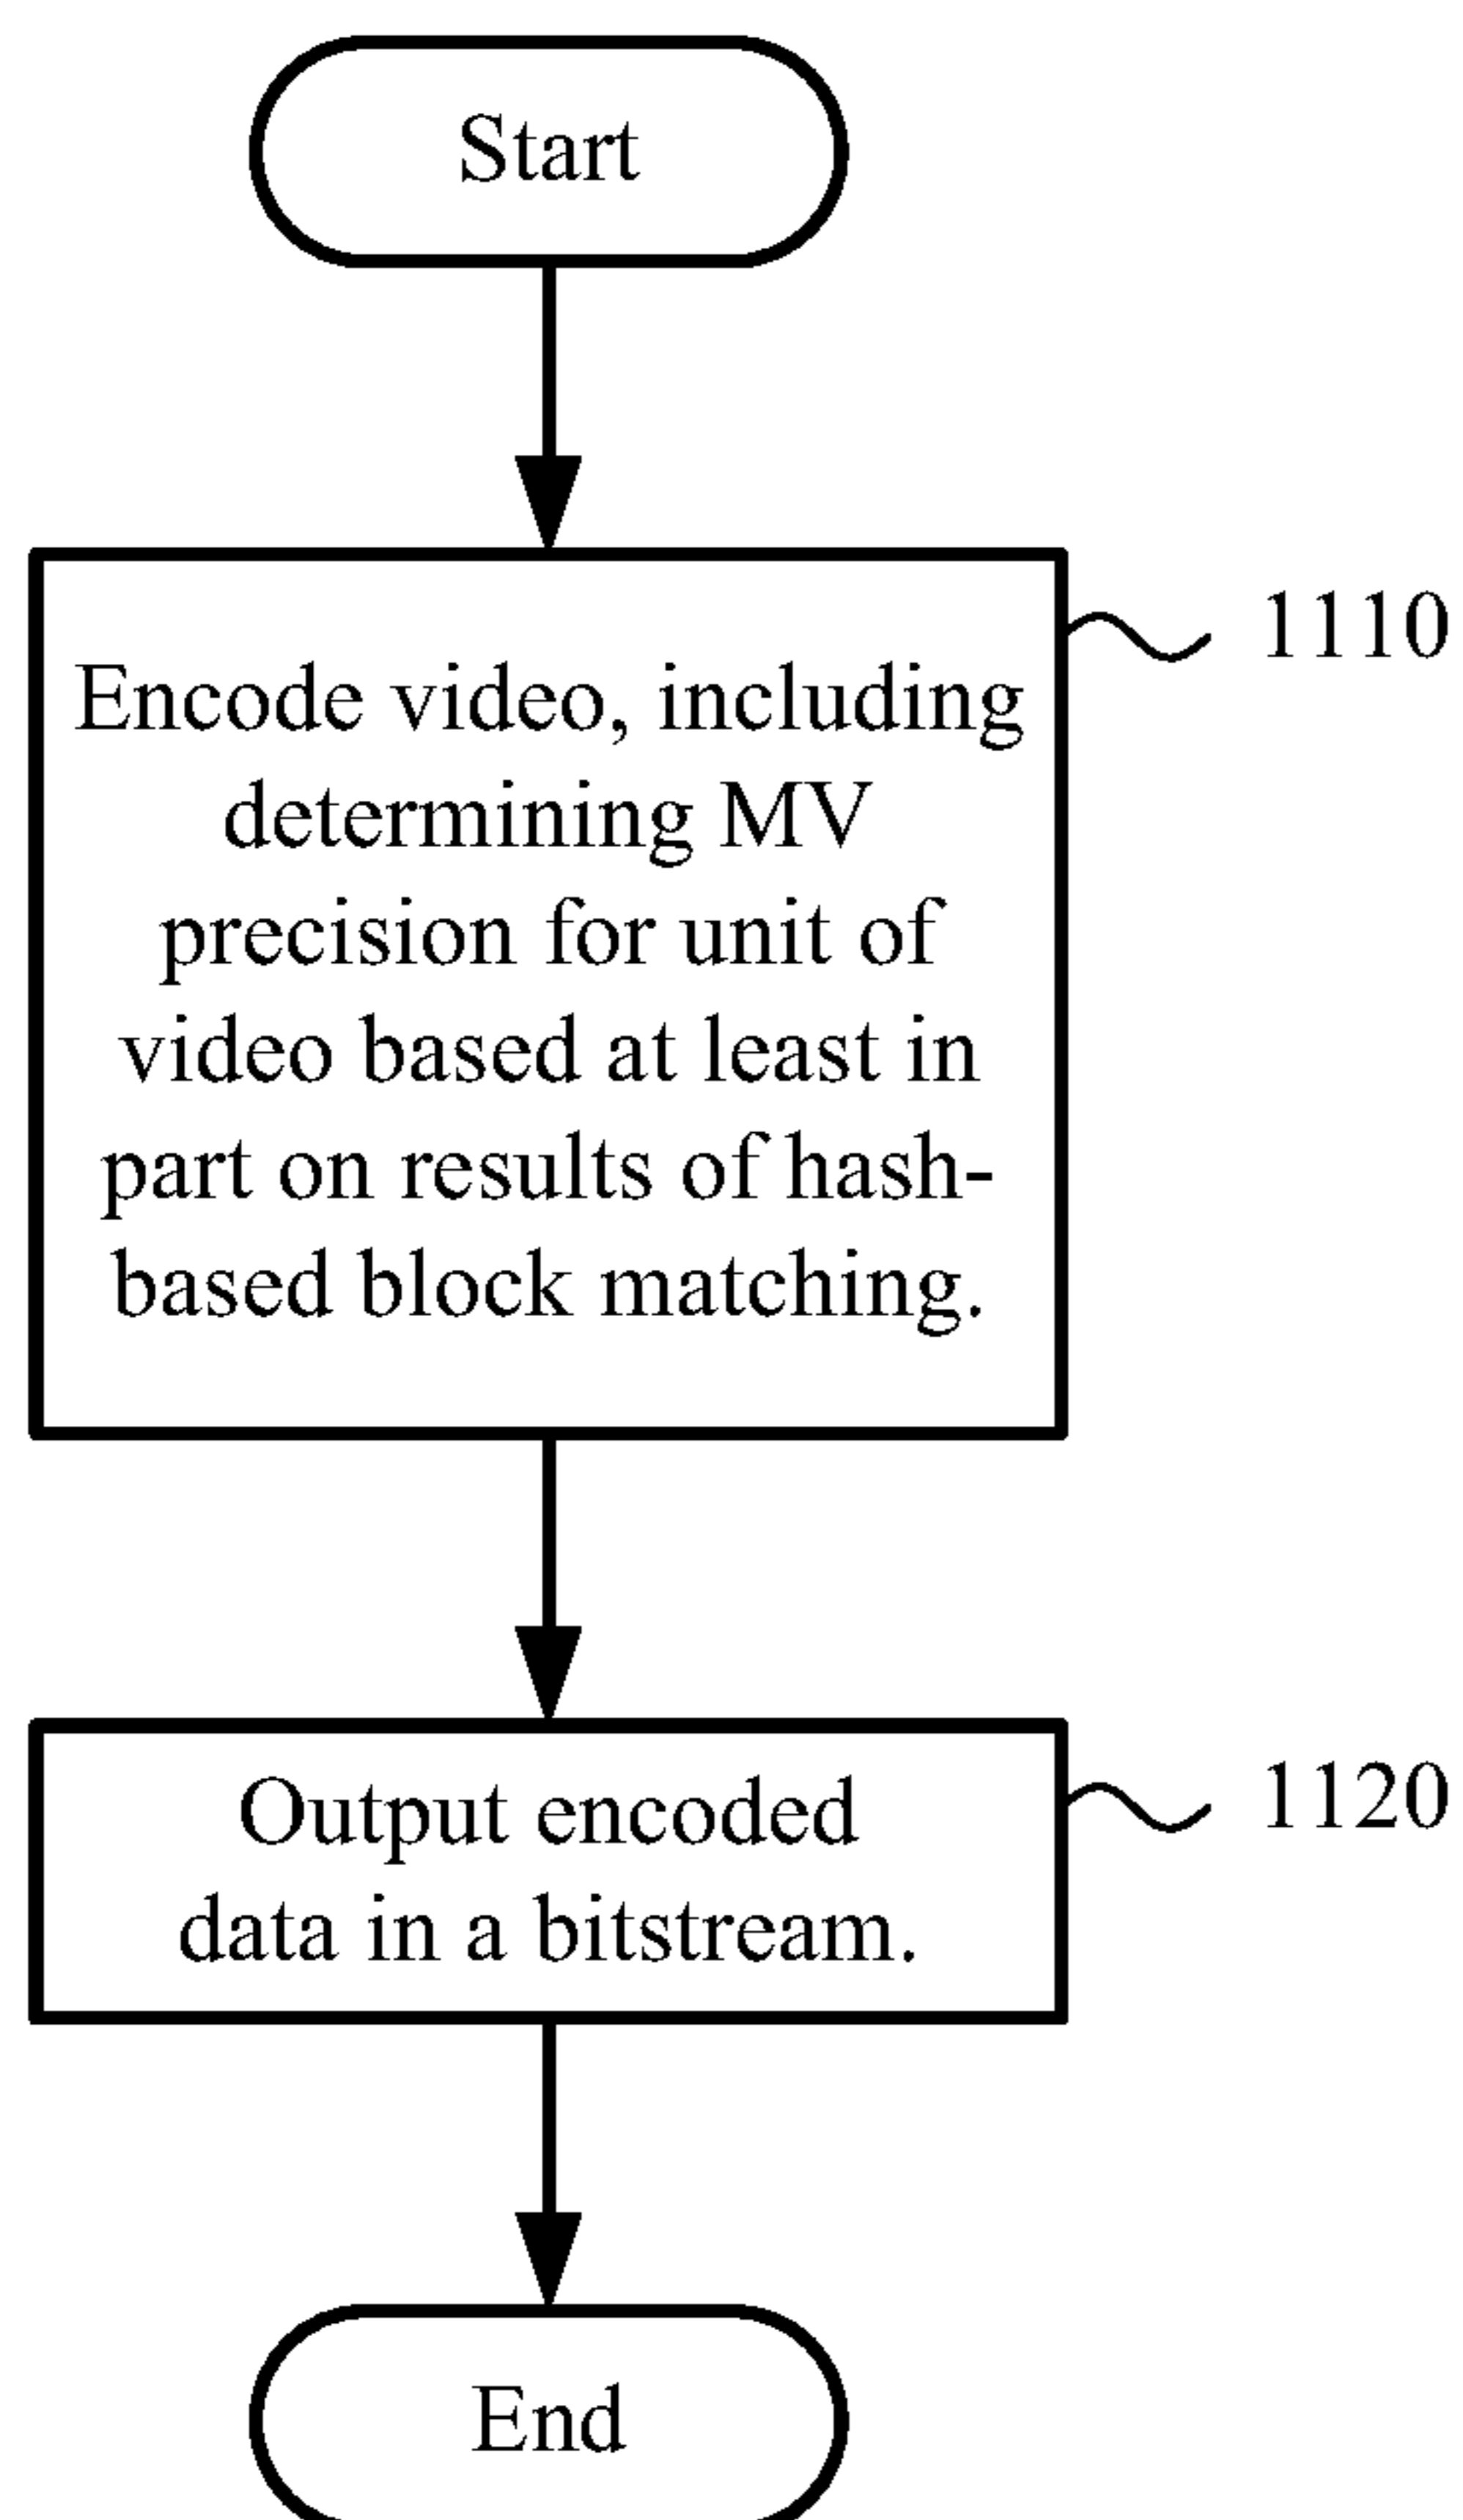 Start
1110
Encode video, including
determining MV
precision for unit of
video based at least in
part on results of hash-
based block matching.
1120
Output encoded
data in a bitstream.
End